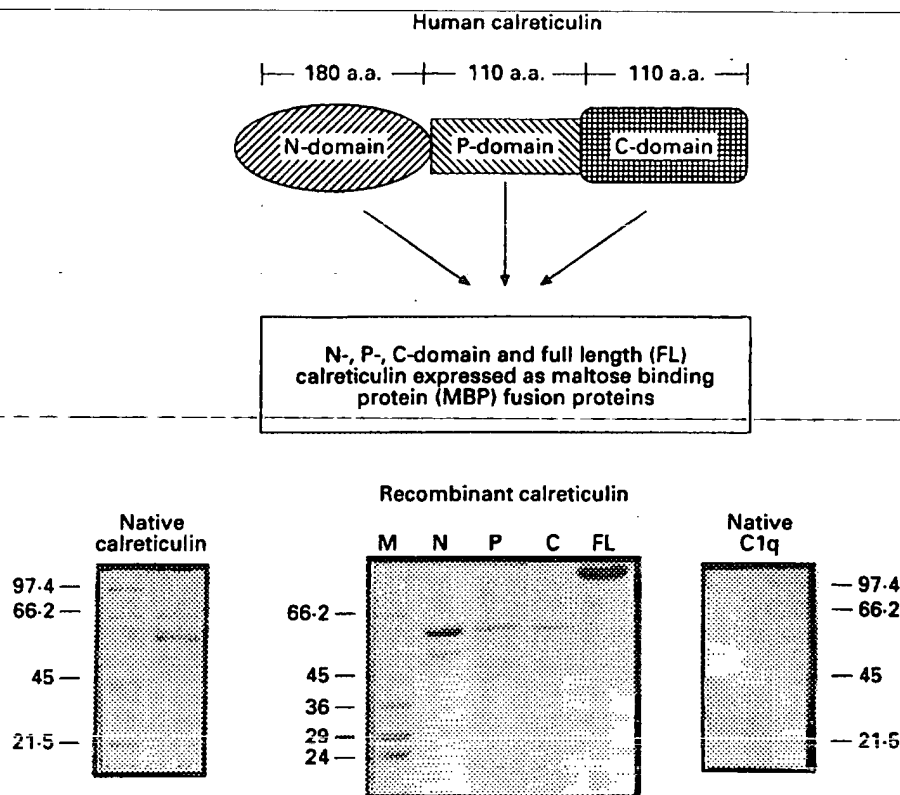 Human calreticulin
180 a.a. 110 a.a. 110 a.a.
N-domain P-domain C-domain
N-, P-, C-domain and full length (FL)
calreticulin expressed as maltose binding
protein (MBP) fusion proteins
Native
calreticulin
97·4
66·2
45
21·5
Recombinant calreticulin
M N P C FL
66·2
45
36
29
24
Native
C1q
97·4
66·2
45
21·5